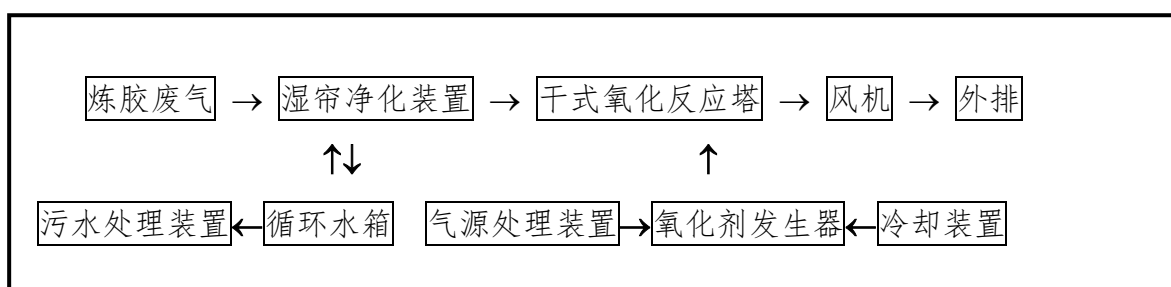 炼胶废气 → 湿帘净化装置 → 干式氧化反应塔 → 风机 → 外排
↑↓ ↑
污水处理装置←循环水箱 气源处理装置→氧化剂发生器←冷却装置